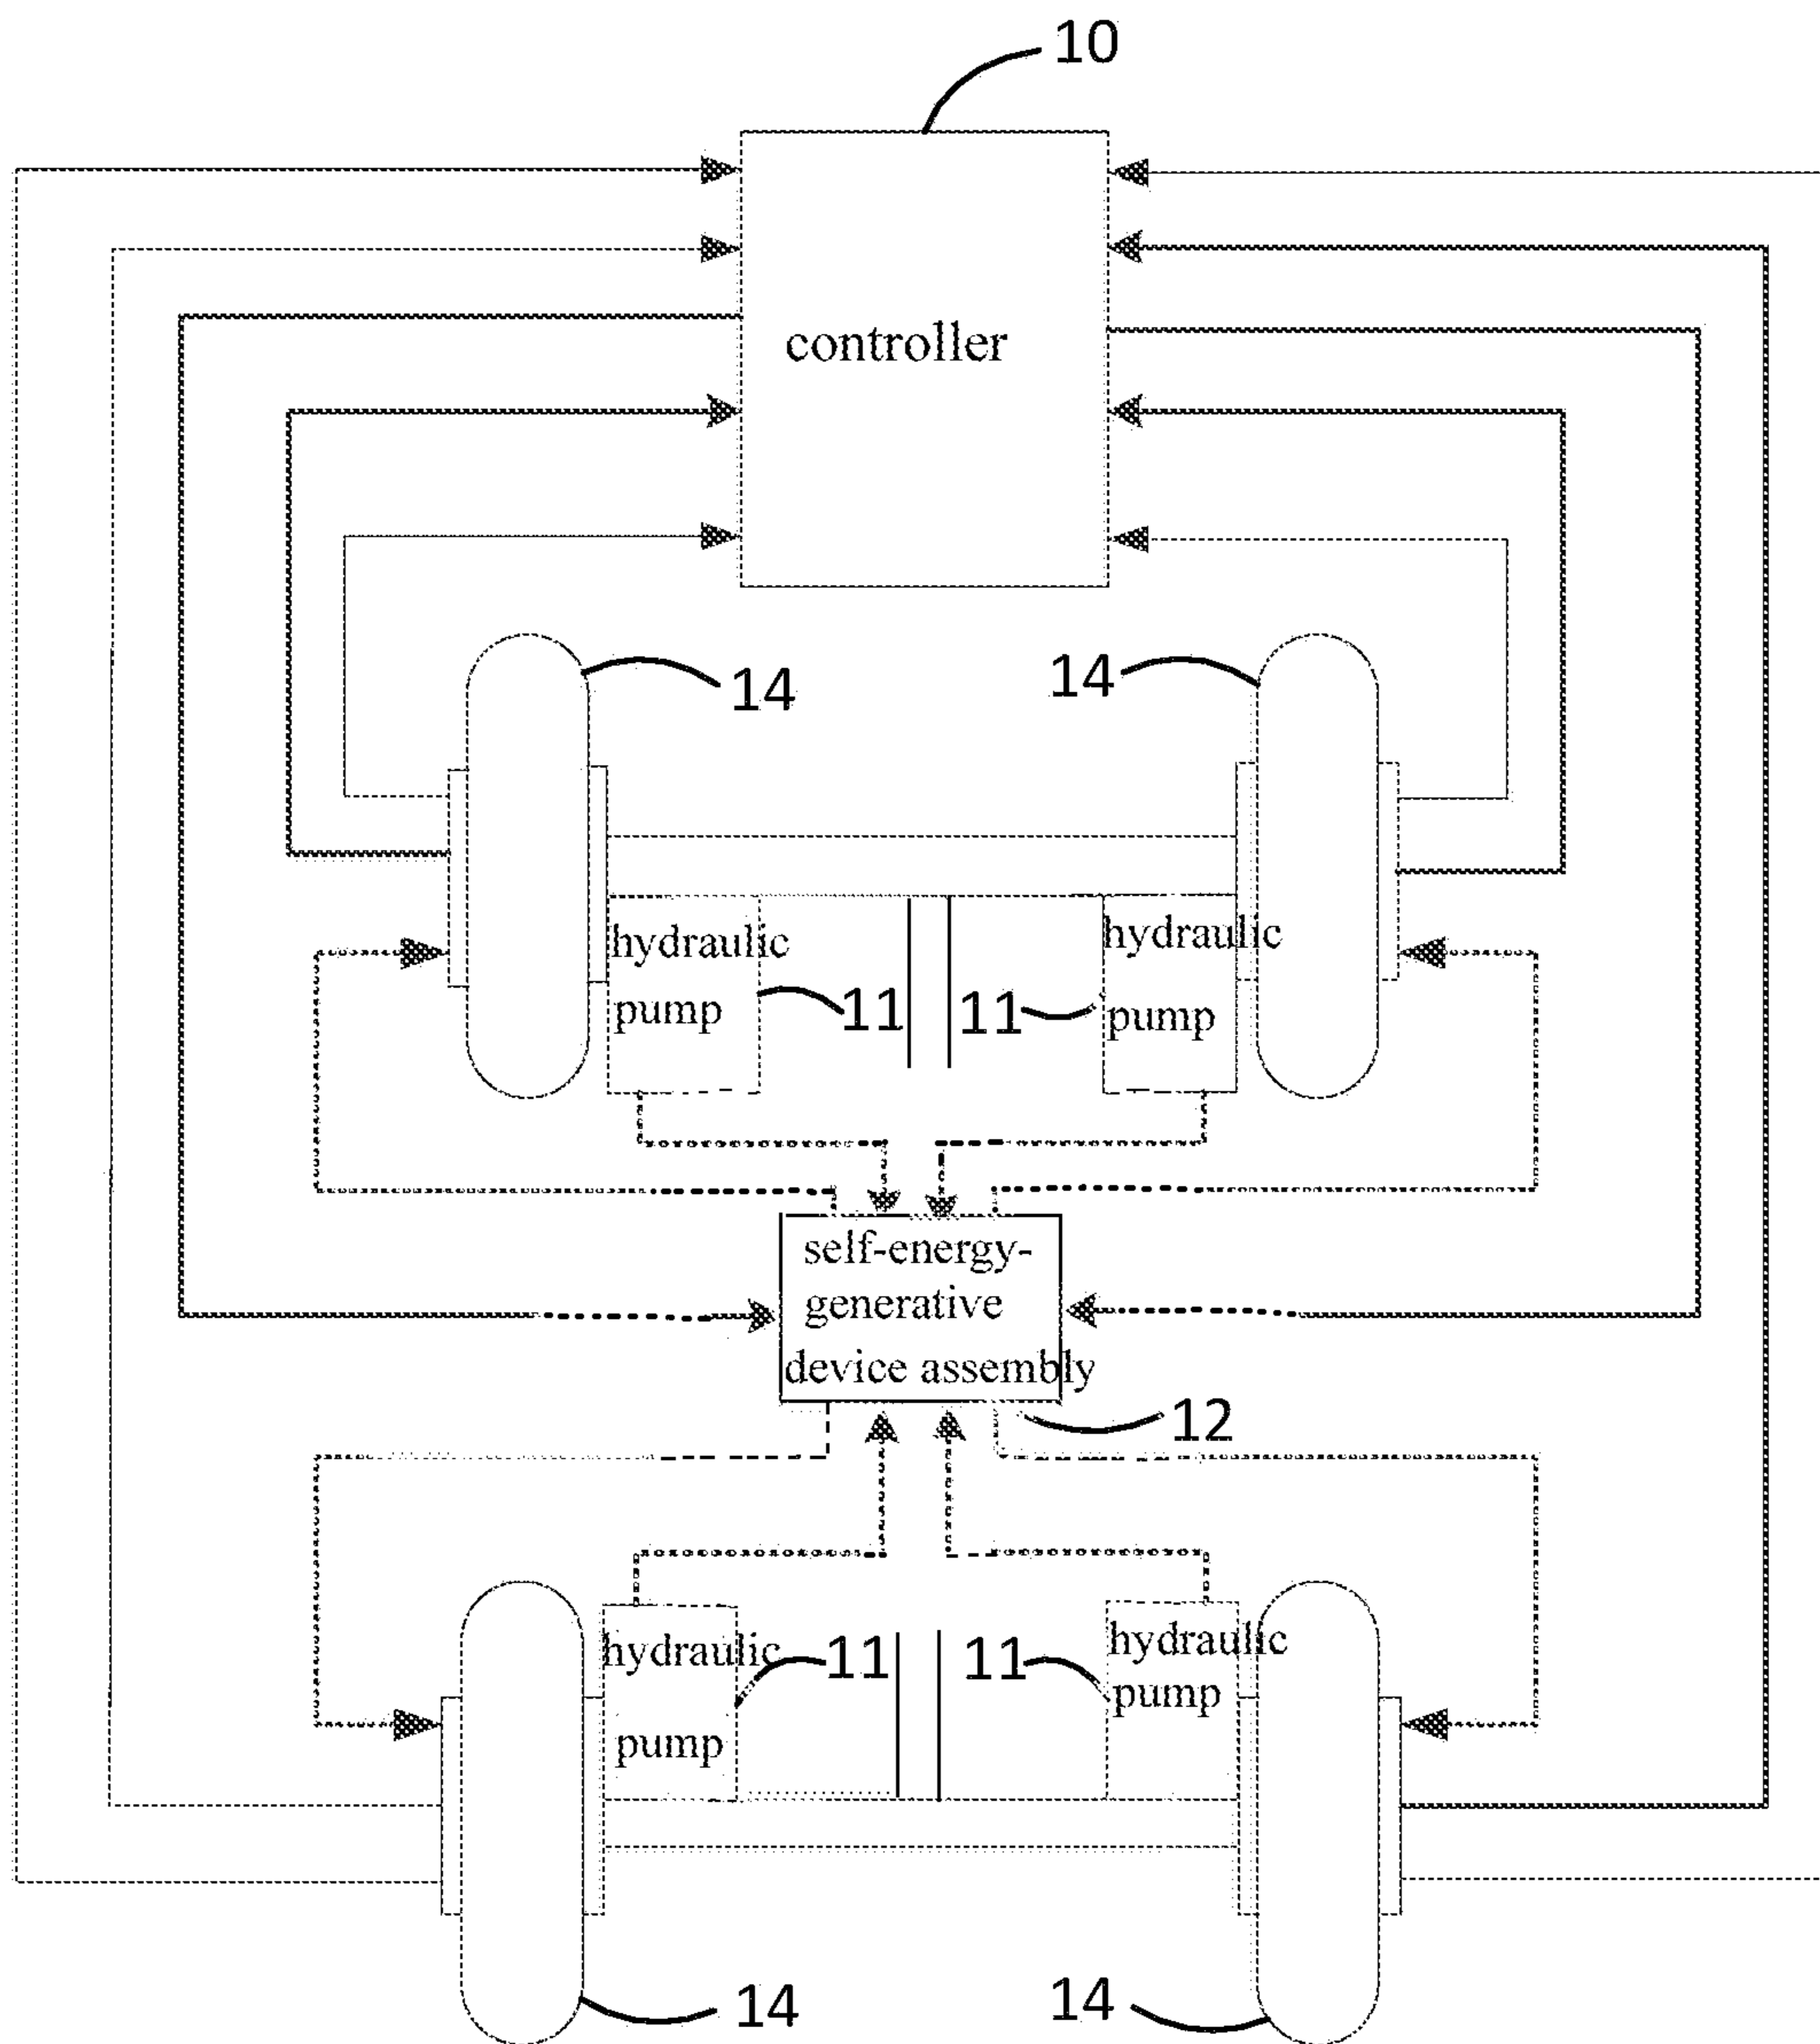 10
controller
14
14
hydraulic
pump
11
11
hydraulic
pump
self-energy-
generative
device assembly
12
hydraulic
pump
11
11
hydraulic
pump
14
14